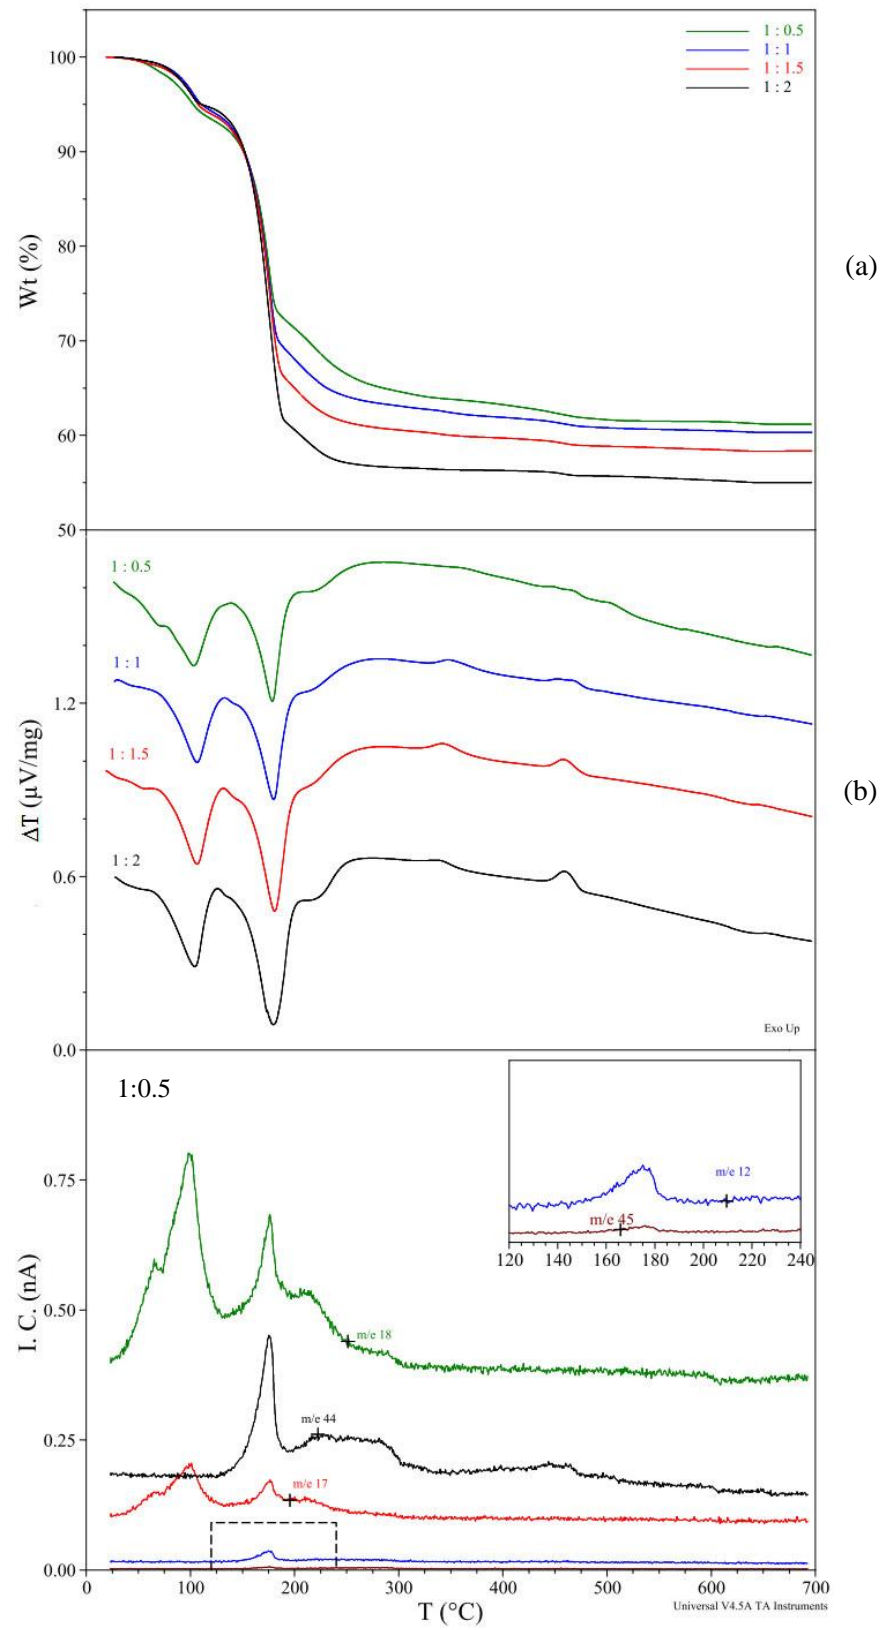 1 : 0.5
1 : 1
1 : 1.5
1 : 2
100
90
80
70
60
50
Wt (%)
(a)
1 : 0.5
1 : 1
1 : 1.5
1 : 2
1.2
0.6
0.0
ΔT (µV/mg)
(b)
Exo Up
1:0.5
m/e 12
m/e 45
120 140 160 180 200 220 240
0.75
0.50
0.25
0.00
I. C. (nA)
m/e 18
m/e 44
m/e 17
0 100 200 300 400 500 600 700
T (°C)
Universal V4.5A TA Instruments